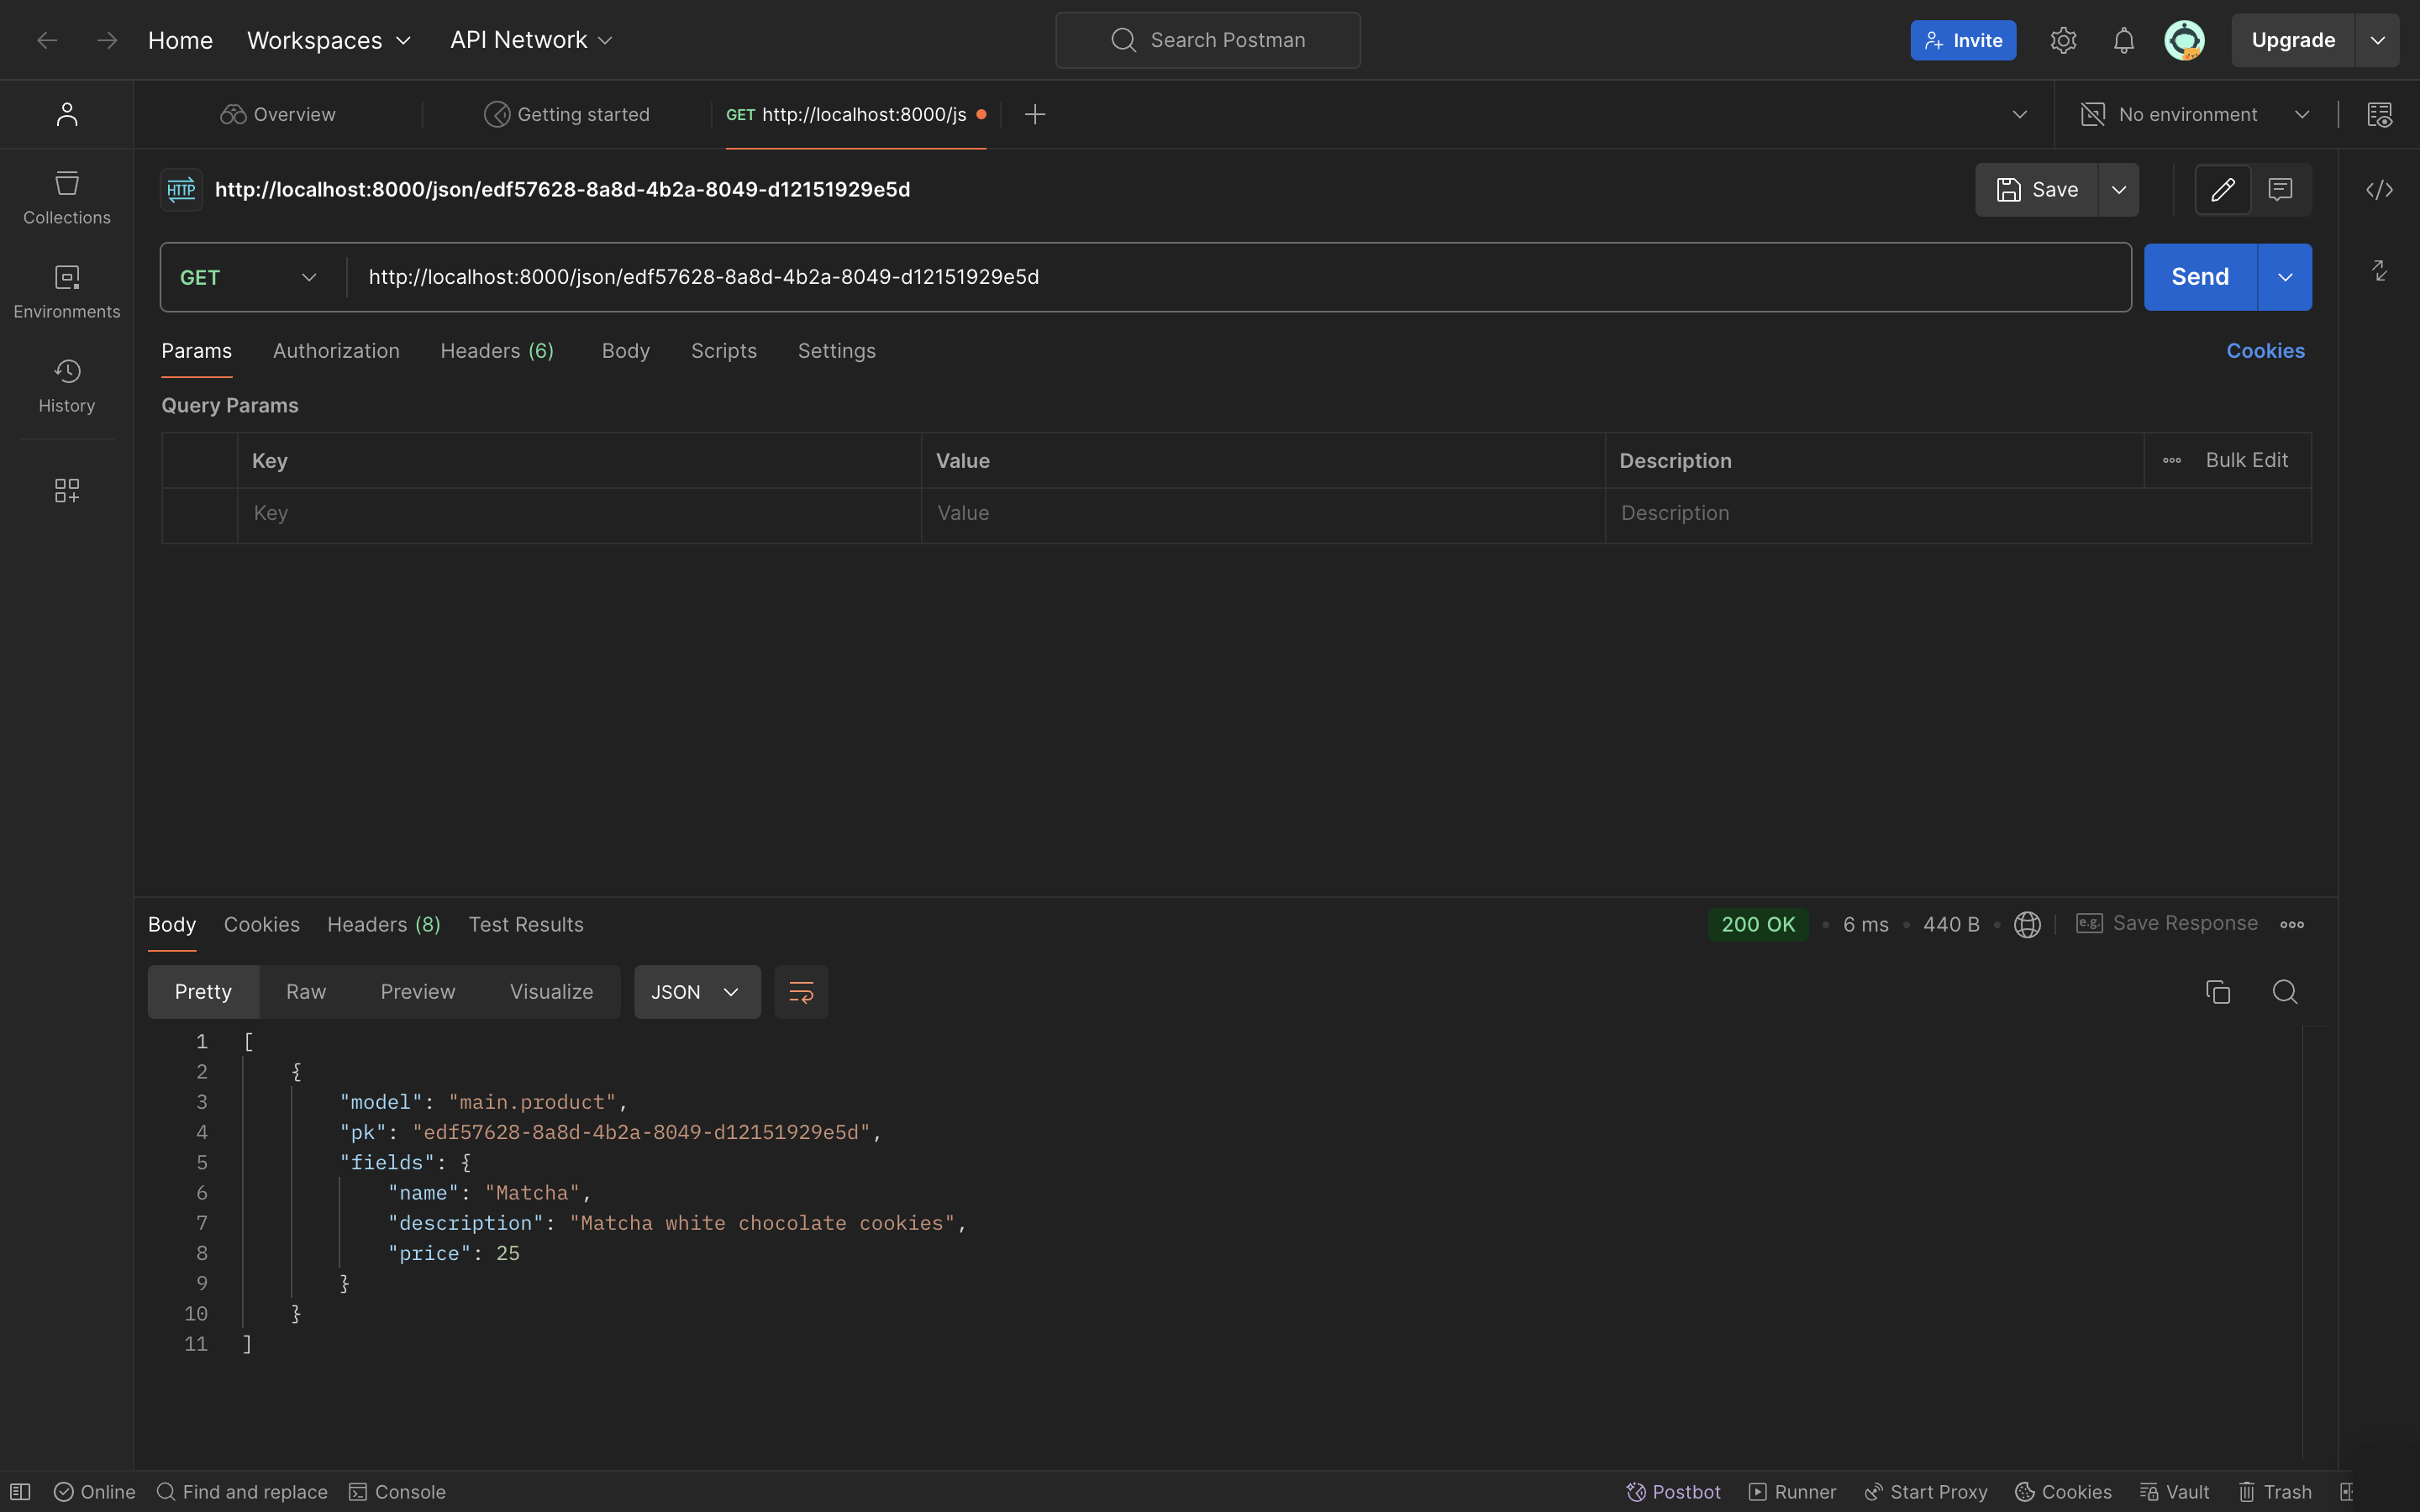 Home Workspaces API Network Search Postman Invite Upgrade
Overview Getting started GET http://localhost:8000/js No environment
HTTP http://localhost:8000/json/edf57628-8a8d-4b2a-8049-d12151929e5d Save
Collections
Environments
History
GET http://localhost:8000/json/edf57628-8a8d-4b2a-8049-d12151929e5d Send
Params Authorization Headers (6) Body Scripts Settings Cookies
Query Params
Key Value Description Bulk Edit
Key Value Description
Body Cookies Headers (8) Test Results 200 OK 6 ms 440 B e.g. Save Response
Pretty Raw Preview Visualize JSON
1 [
2 {
3 "model": "main.product",
4 "pk": "edf57628-8a8d-4b2a-8049-d12151929e5d",
5 "fields": {
6 "name": "Matcha",
7 "description": "Matcha white chocolate cookies",
8 "price": 25
9 }
10 }
11 ]
Online Find and replace Console Postbot Runner Start Proxy Cookies Vault Trash